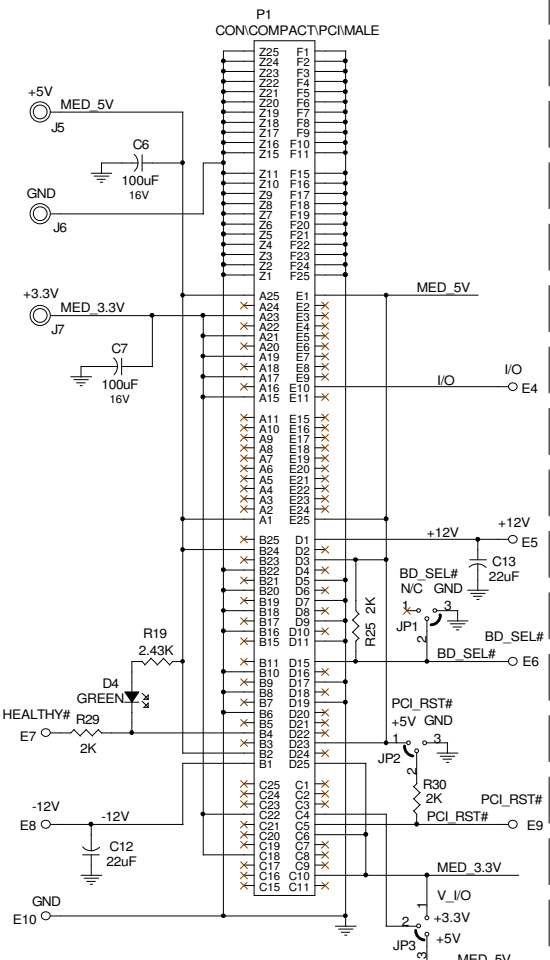 P1
CON\COMPACT\PCI\MALE
Z25 F1
Z24 F2
Z23 F3
Z22 F4
Z21 F5
Z20 F6
Z19 F7
Z18 F8
Z17 F9
Z16 F10
Z15 F11
Z11 F15
Z10 F16
Z9 F17
Z8 F18
Z7 F19
Z6 F20
Z5 F21
Z4 F22
Z3 F23
Z2 F24
Z1 F25
A25 E1
A24 E2
A23 E3
A22 E4
A21 E5
A20 E6
A19 E7
A18 E8
A17 E9
A16 E10
A15 E11
A11 E15
A10 E16
A9 E17
A8 E18
A7 E19
A6 E20
A5 E21
A4 E22
A3 E23
A2 E24
A1 E25
B25 D1
B24 D2
B23 D3
B22 D4
B21 D5
B20 D6
B19 D7
B18 D8
B17 D9
B16 D10
B15 D11
B11 D15
B10 D16
B9 D17
B8 D18
B7 D19
B6 D20
B5 D21
B4 D22
B3 D23
B2 D24
B1 D25
C25 C1
C24 C2
C23 C3
C22 C4
C21 C5
C20 C6
C19 C7
C18 C8
C17 C9
C16 C10
C15 C11
+5V
MED_5V
J5
C6
100uF
16V
GND
J6
+3.3V
MED_3.3V
J7
C7
100uF
16V
R19
2.43K
D4
GREEN
HEALTHY#
R29
E7
2K
-12V
-12V
E8
C12
22uF
GND
E10
MED_5V
I/O
I/O
E4
+12V
+12V
E5
C13
22uF
BD_SEL#
N/C GND
1 3
JP1
2
R25 2K
BD_SEL#
BD_SEL#
E6
PCI_RST#
+5V GND
1 3
JP2
2
R30
2K
PCI_RST#
PCI_RST#
E9
MED_3.3V
V_I/O
1
+3.3V
2
+5V
JP3
3
MED_5V